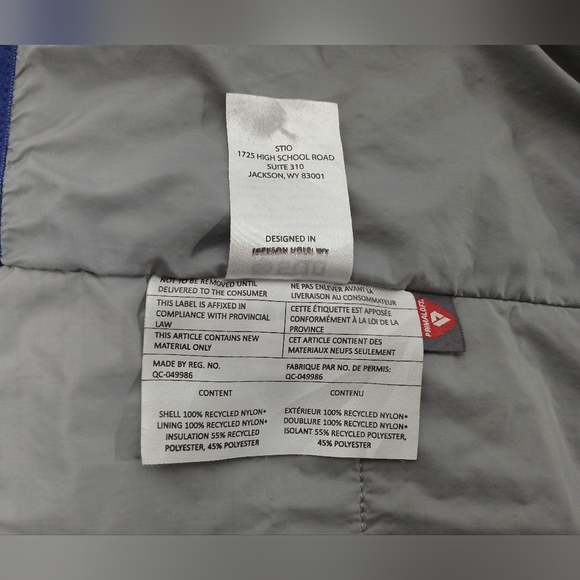 STIO
1725 HIGH SCHOOL ROAD
SUITE 310
JACKSON, WY 83001
DESIGNED IN
JACKSON HOLE, WY
NOT TO BE REMOVED UNTIL
DELIVERED TO THE CONSUMER
THIS LABEL IS AFFIXED IN
COMPLIANCE WITH PROVINCIAL
LAW
THIS ARTICLE CONTAINS NEW
MATERIAL ONLY
MADE BY REG. NO.
QC-049986
CONTENT
SHELL 100% RECYCLED NYLON*
LINING 100% RECYCLED NYLON*
INSULATION 55% RECYCLED
POLYESTER, 45% POLYESTER
NE PAS ENLEVER AVANT LA
LIVRAISON AU CONSOMMATEUR
CETTE ÉTIQUETTE EST APPOSÉE
CONFORMÉMENT À LA LOI DE LA
PROVINCE
CET ARTICLE CONTIENT DES
MATÉRIAUX NEUFS SEULEMENT
FABRIQUE PAR NO. DE PERMIS:
QC-049986
CONTENU
EXTÉRIEUR 100% RECYCLED NYLON*
DOUBLURE 100% RECYCLED NYLON*
ISOLANT 55% RECYCLED POLYESTER,
45% POLYESTER
PRIMALOFT